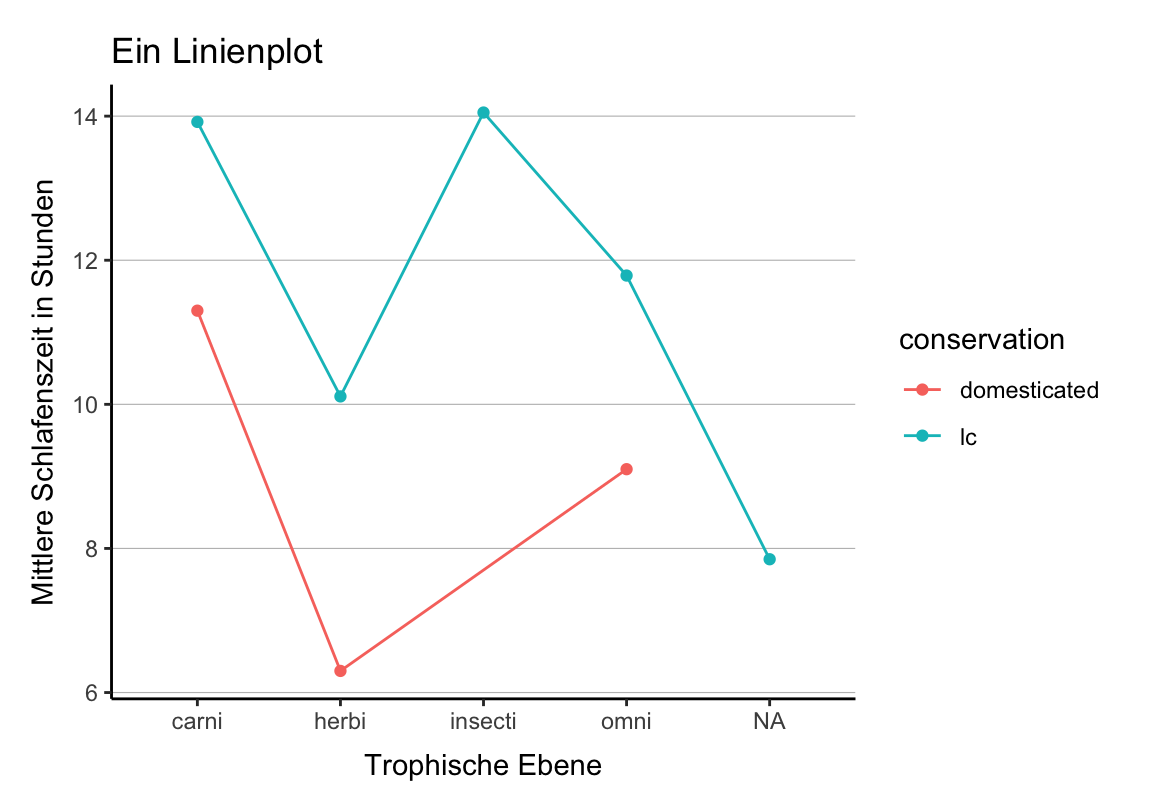 Ein Linienplot
Mittlere Schlafenszeit in Stunden
14
12
10
8
6
carni
herbi
insecti
omni
NA
Trophische Ebene
conservation
domesticated
lc